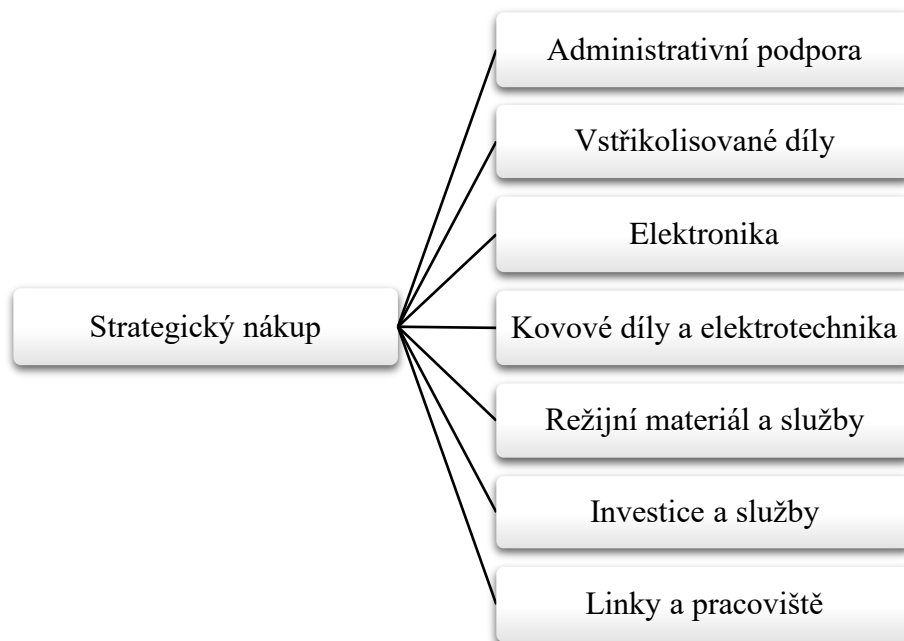 Administrativní podpora
Vstřikolisované díly
Elektronika
Strategický nákup
Kovové díly a elektrotechnika
Režijní materiál a služby
Investice a služby
Linky a pracoviště